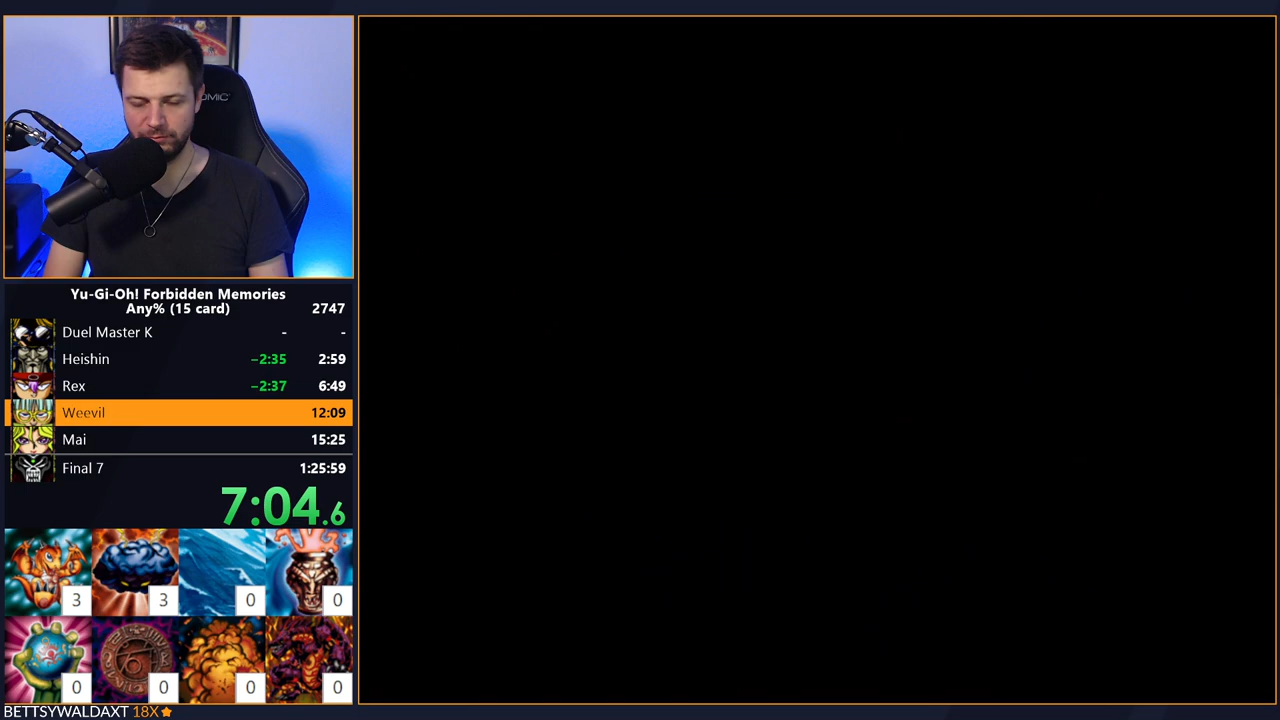 OMIC
Yu-Gi-Oh! Forbidden Memories
Any% (15 card) 2747
Duel Master K - -
Heishin -2:35 2:59
Rex -2:37 6:49
Weevil 12:09
Mai 15:25
Final 7 1:25:59
7:04.6
3 3 0 0
0 0 0 0
BETTSYWALDAXT 18X